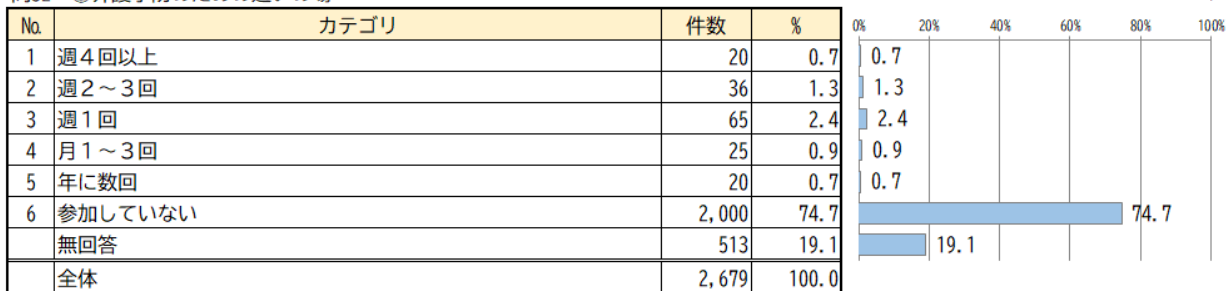 No. カテゴリ 件数 % 0% 20% 40% 60% 80% 100%
1 週4回以上 20 0.7 0.7
2 週2～3回 36 1.3 1.3
3 週1回 65 2.4 2.4
4 月1～3回 25 0.9 0.9
5 年に数回 20 0.7 0.7
6 参加していない 2,000 74.7 74.7
無回答 513 19.1 19.1
全体 2,679 100.0